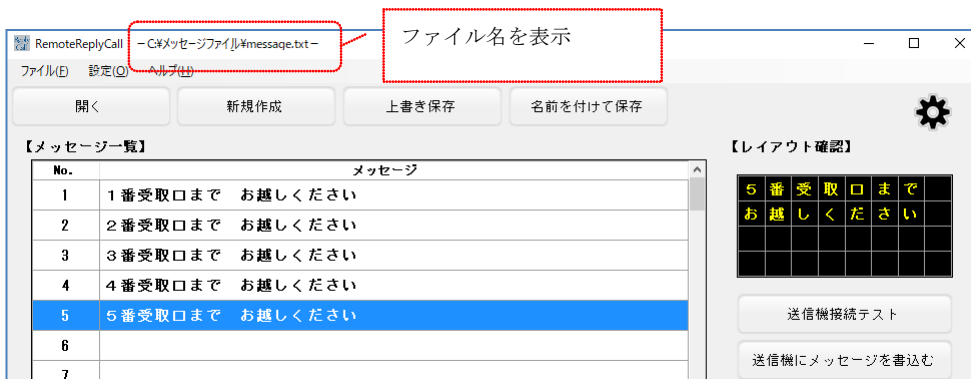 ファイル名を表示
RemoteReplyCall －C:¥メッセージファイル¥message.txt－
ファイル(F) 設定(O) ヘルプ(H)
開く 新規作成 上書き保存 名前を付けて保存
【メッセージ一覧】 【レイアウト確認】
No. メッセージ
1 １番受取口まで　お越しください
2 ２番受取口まで　お越しください
3 ３番受取口まで　お越しください
4 ４番受取口まで　お越しください
5 ５番受取口まで　お越しください
6
7
５番受取口まで
お越しください
送信機接続テスト
送信機にメッセージを書込む